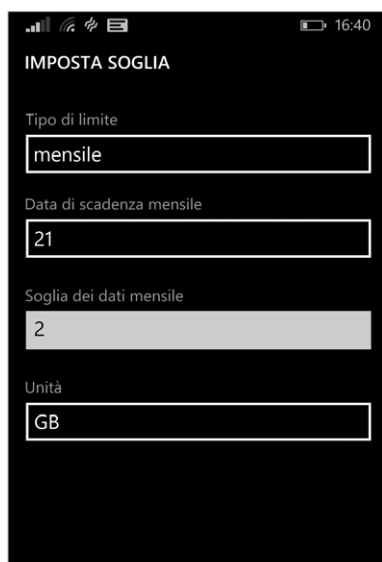 16:40
IMPOSTA SOGLIA
Tipo di limite
mensile
Data di scadenza mensile
21
Soglia dei dati mensile
2
Unità
GB